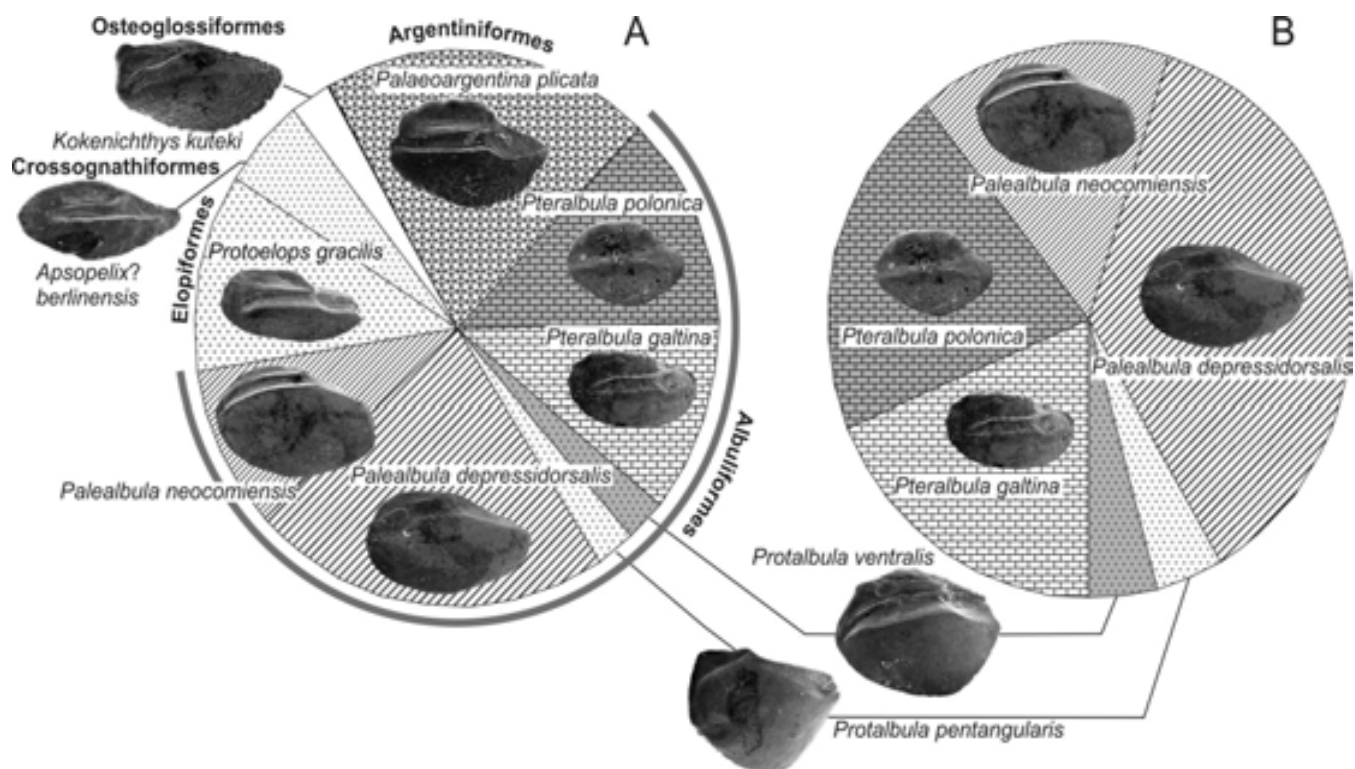 Osteoglossiformes
Argentiniformes
A
B
Palaeoargentina plicata
Kokenichthys kuteki
Crossognathiformes
Palealbula neocomiensis
Pteralbula polonica
Elopiformes
Protoelops gracilis
Apsopelix?
berlinensis
Pteralbula galtina
Pteralbula polonica
Palealbula depressidorsalis
Albuliformes
Palealbula depressidorsalis
Palealbula neocomiensis
Pteralbula galtina
Protalbula ventralis
Protalbula pentangularis